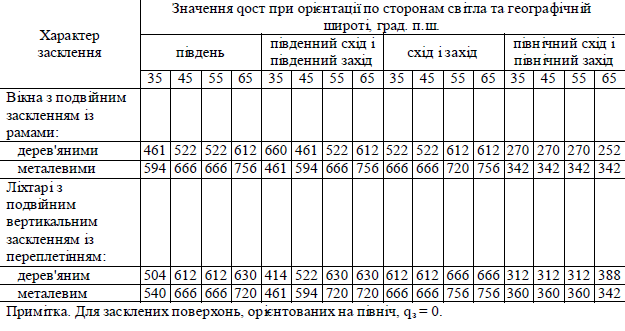 Характер засклення
Значення qост при орієнтації по сторонам світла та географічній
широті, град. п.ш.
південь
південний схід і
південний захід
схід і захід
північний схід і
північний захід
35 45 55 65 35 45 55 65 35 45 55 65 35 45 55 65
Вікна з подвійним
заскленням із
рамами:
дерев'яними 461 522 522 612 660 461 522 612 522 522 612 612 270 270 270 252
металевими 594 666 666 756 461 594 666 756 666 666 720 756 342 342 342 342
Ліхтарі з
подвійним
вертикальним
заскленням із
переплетінням:
дерев'яним 504 612 612 630 414 522 630 630 612 612 666 666 312 312 312 388
металевим 540 666 666 720 461 594 720 720 666 666 756 756 360 360 360 342
Примітка. Для засклених поверхонь, орієнтованих на північ, qз = 0.